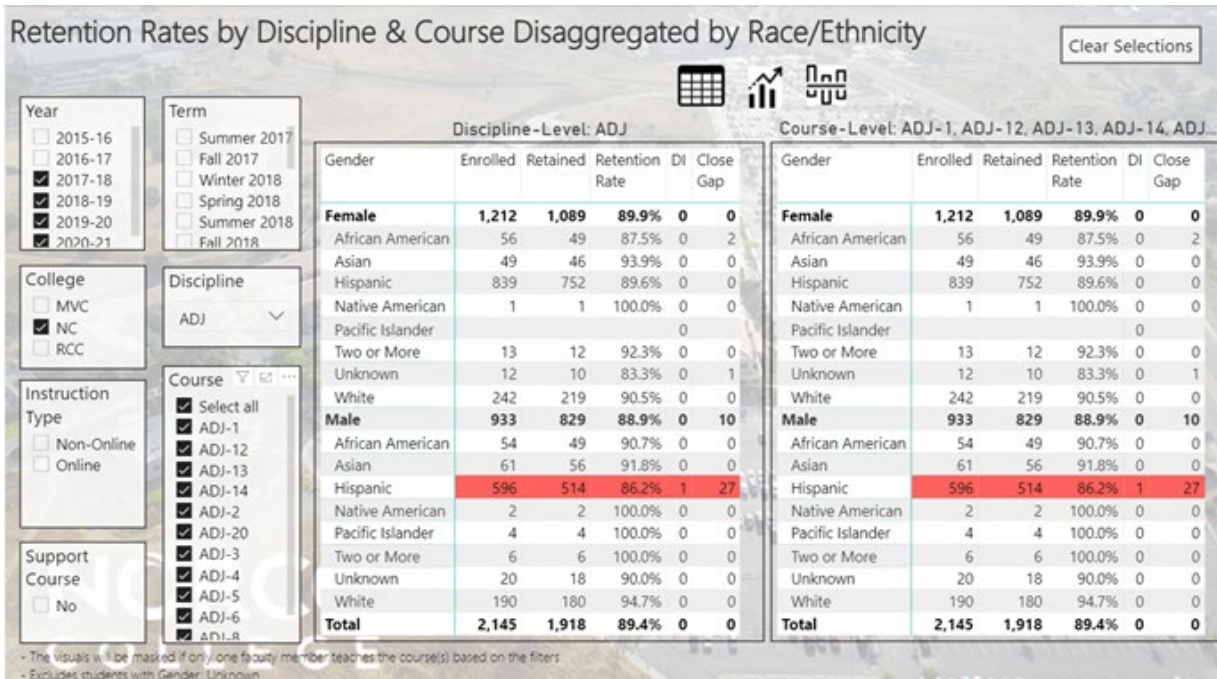 Retention Rates by Discipline & Course Disaggregated by Race/Ethnicity
Clear Selections
Year
2015-16
2016-17
2017-18
2018-19
2019-20
2020-21
Term
Summer 2017
Fall 2017
Winter 2018
Spring 2018
Summer 2018
Fall 2018
College
MVC
NC
RCC
Discipline
ADJ
Instruction
Type
Non-Online
Online
Support
Course
No
Course
Select all
ADJ-1
ADJ-12
ADJ-13
ADJ-14
ADJ-2
ADJ-20
ADJ-3
ADJ-4
ADJ-5
ADJ-6
ADJ-8
Discipline-Level: ADJ
Gender Enrolled Retained Retention Rate DI Close Gap
Female 1,212 1,089 89.9% 0 0
African American 56 49 87.5% 0 2
Asian 49 46 93.9% 0 0
Hispanic 839 752 89.6% 0 0
Native American 1 1 100.0% 0 0
Pacific Islander 0
Two or More 13 12 92.3% 0 0
Unknown 12 10 83.3% 0 1
White 242 219 90.5% 0 0
Male 933 829 88.9% 0 10
African American 54 49 90.7% 0 0
Asian 61 56 91.8% 0 0
Hispanic 596 514 86.2% 1 27
Native American 2 2 100.0% 0 0
Pacific Islander 4 4 100.0% 0 0
Two or More 6 6 100.0% 0 0
Unknown 20 18 90.0% 0 0
White 190 180 94.7% 0 0
Total 2,145 1,918 89.4% 0 0
Course-Level: ADJ-1, ADJ-12, ADJ-13, ADJ-14, ADJ...
Gender Enrolled Retained Retention Rate DI Close Gap
Female 1,212 1,089 89.9% 0 0
African American 56 49 87.5% 0 2
Asian 49 46 93.9% 0 0
Hispanic 839 752 89.6% 0 0
Native American 1 1 100.0% 0 0
Pacific Islander 0
Two or More 13 12 92.3% 0 0
Unknown 12 10 83.3% 0 1
White 242 219 90.5% 0 0
Male 933 829 88.9% 0 10
African American 54 49 90.7% 0 0
Asian 61 56 91.8% 0 0
Hispanic 596 514 86.2% 1 27
Native American 2 2 100.0% 0 0
Pacific Islander 4 4 100.0% 0 0
Two or More 6 6 100.0% 0 0
Unknown 20 18 90.0% 0 0
White 190 180 94.7% 0 0
Total 2,145 1,918 89.4% 0 0
- The visuals will be masked if only one faculty member teaches the course(s) based on the filters
- Excludes students with Gender: Unknown
COLLEGE